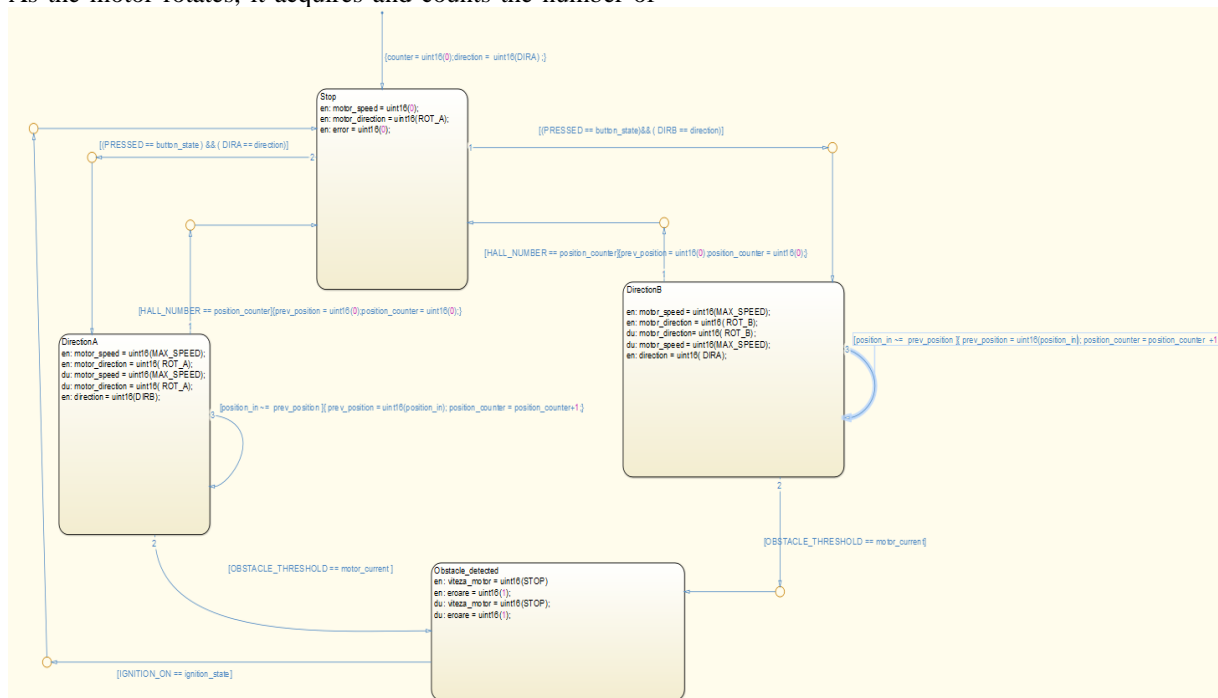 As the motor rotates, it acquires and counts the number of
{counter = uint16(0);direction = uint16(DIRA) ;}
Stop
en: motor_speed = uint16(0);
en: motor_direction = uint16(ROT_A);
en: error = uint16(0);
[(PRESSED == button_state)&& ( DIRB == direction)]
1
[(PRESSED == button_state ) && ( DIRA == direction)]
2
[HALL_NUMBER == position_counter]{prev_position = uint16(0);position_counter = uint16(0);}
1
[HALL_NUMBER == position_counter]{prev_position = uint16(0);position_counter = uint16(0);}
1
DirectionA
en: motor_speed = uint16(MAX_SPEED);
en: motor_direction = uint16( ROT_A);
du: motor_speed = uint16(MAX_SPEED);
du: motor_direction = uint16( ROT_A);
en: direction = uint16(DIRB);
3
[position_in ~= prev_position ]{ prev_position = uint16(position_in); position_counter = position_counter+1;}
2
DirectionB
en: motor_speed = uint16(MAX_SPEED);
en: motor_direction = uint16( ROT_B);
du: motor_direction= uint16( ROT_B);
du: motor_speed = uint16(MAX_SPEED);
en: direction = uint16( DIRA);
3
[position_in ~= prev_position ]{ prev_position = uint16(position_in); position_counter = position_counter +1
2
[OBSTACLE_THRESHOLD == motor_current]
[OBSTACLE_THRESHOLD == motor_current ]
Obstacle_detected
en: viteza_motor = uint16(STOP)
en: eroare = uint16(1);
du: viteza_motor = uint16(STOP);
du: eroare = uint16(1);
[IGNITION_ON == ignition_state]